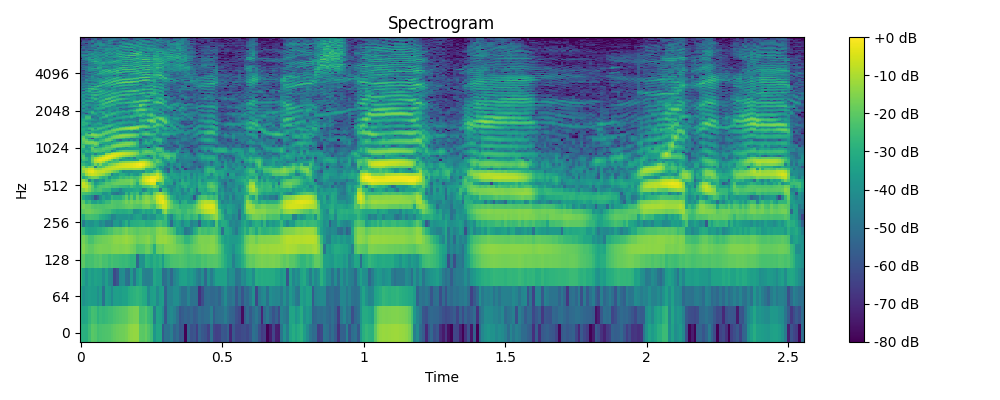 Spectrogram
Hz
4096
2048
1024
512
256
128
64
0
0 0.5 1 1.5 2 2.5
Time
+0 dB
-10 dB
-20 dB
-30 dB
-40 dB
-50 dB
-60 dB
-70 dB
-80 dB